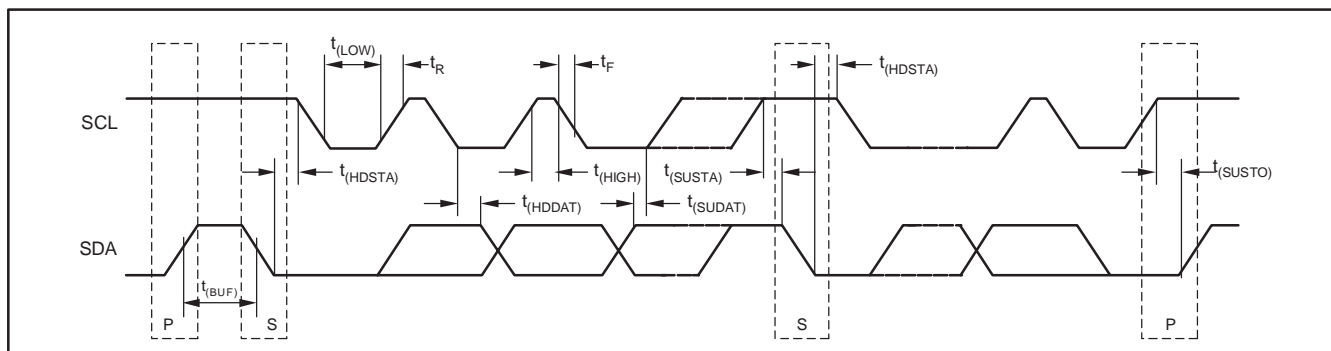 t(LOW)
tR
tF
t(HDSTA)
SCL
t(HDSTA)
t(HIGH)
t(SUSTA)
t(SUSTO)
t(HDDAT)
t(SUDAT)
SDA
t(BUF)
P
S
S
P